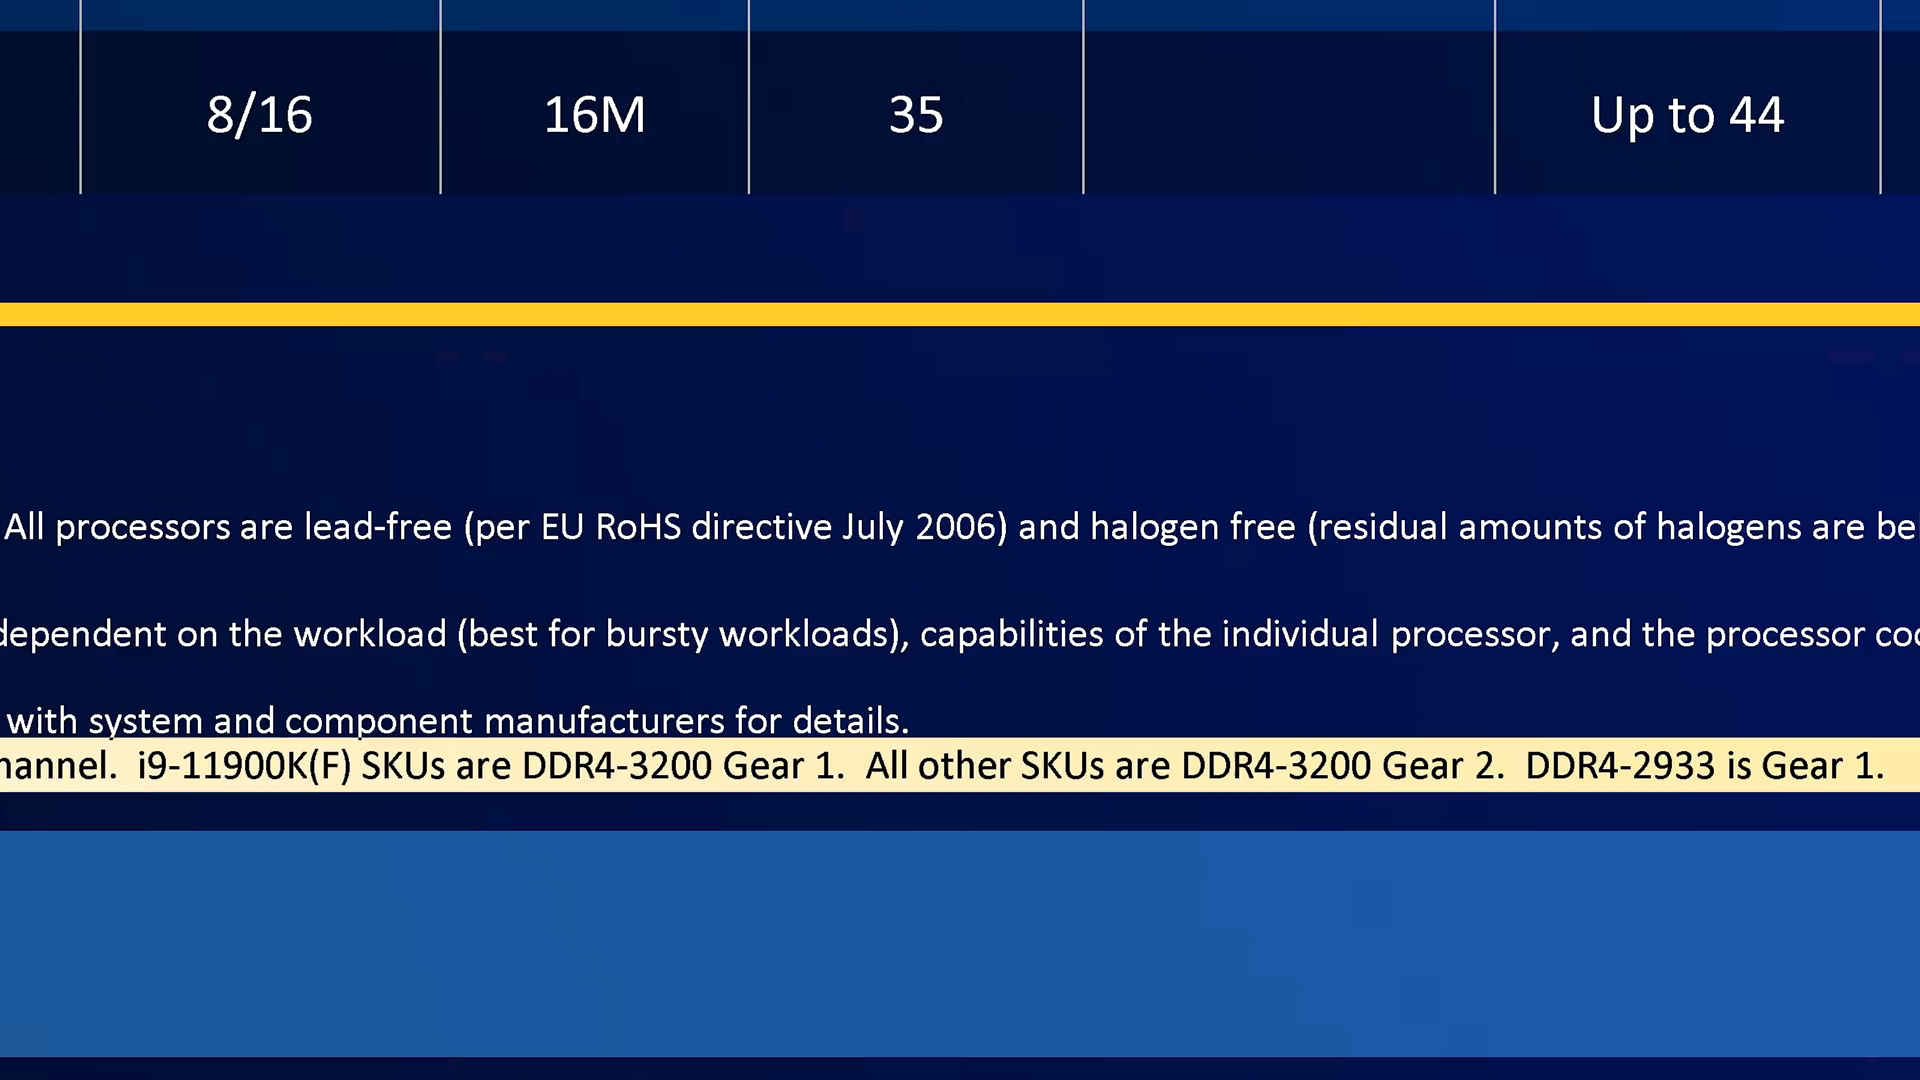 8/16 16M 35 Up to 44
All processors are lead-free (per EU RoHS directive July 2006) and halogen free (residual amounts of halogens are
dependent on the workload (best for bursty workloads), capabilities of the individual processor, and the processor
with system and component manufacturers for details.
i9-11900K(F) SKUs are DDR4-3200 Gear 1. All other SKUs are DDR4-3200 Gear 2. DDR4-2933 is Gear 1.